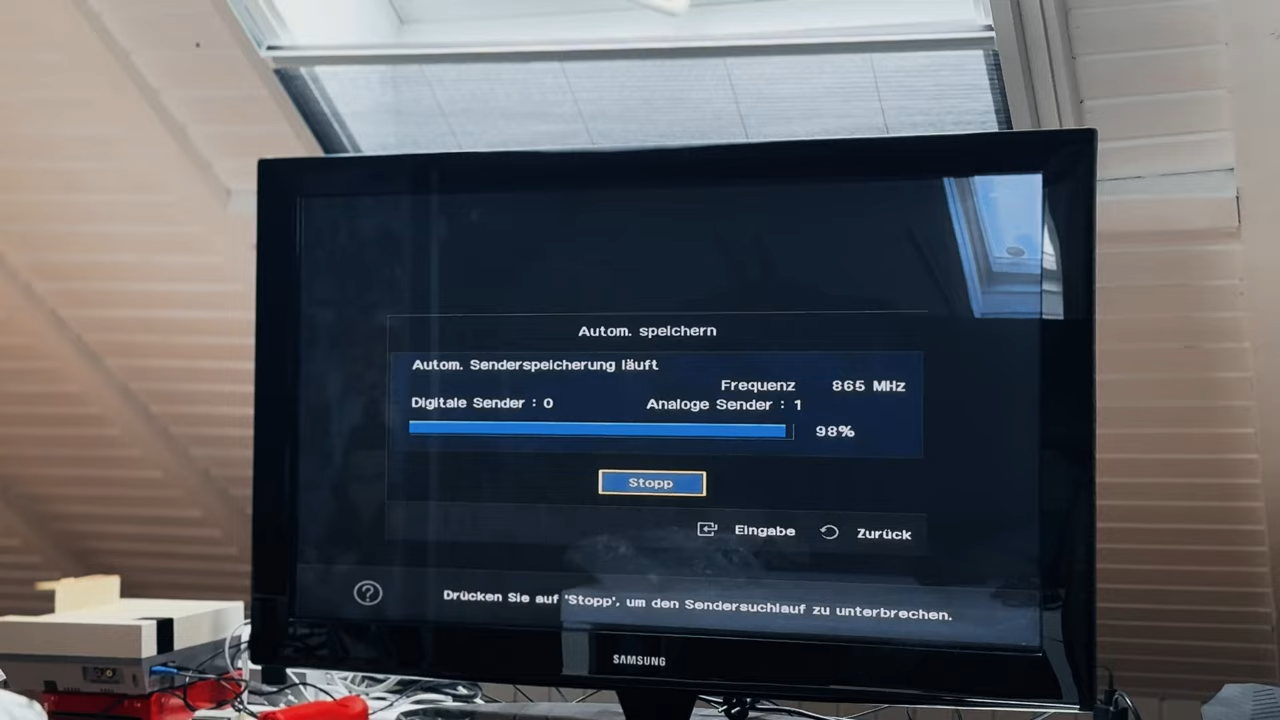 Autom. speichern
Autom. Senderspeicherung läuft
Frequenz 865 MHz
Digitale Sender : 0 Analoge Sender : 1
98%
Stopp
Eingabe Zurück
? Drücken Sie auf 'Stopp', um den Sendersuchlauf zu unterbrechen.
SAMSUNG